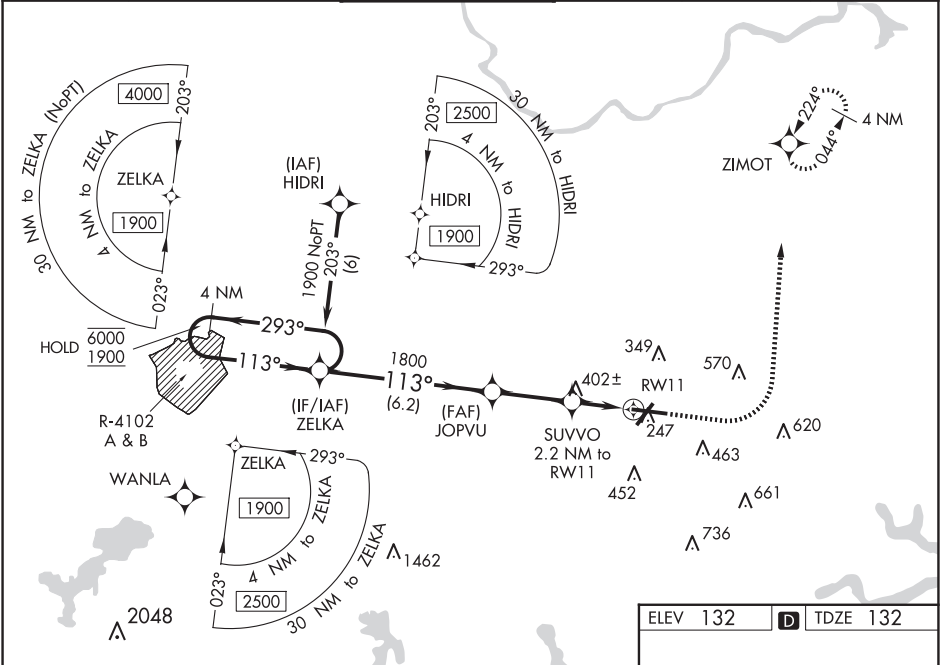 4000
203°
30 NM to ZELKA (NoPT)
4 NM to ZELKA
ZELKA
1900
023°
(IAF)
HIDRI
1900 NoPT
203°
(6)
203°
2500
30 NM to HIDRI
4 NM to HIDRI
HIDRI
1900
293°
ZIMOT
224°
044°
4 NM
4 NM
HOLD
6000
1900
293°
113°
R-4102
A & B
(IF/IAF)
ZELKA
1800
113°
(6.2)
(FAF)
JOPVU
402±
SUVVO
2.2 NM to
RW11
349
RW11
247
570
620
463
452
661
736
WANLA
ZELKA
293°
1900
4 NM to ZELKA
023°
2500
30 NM to ZELKA
1462
2048
ELEV 132 D TDZE 132